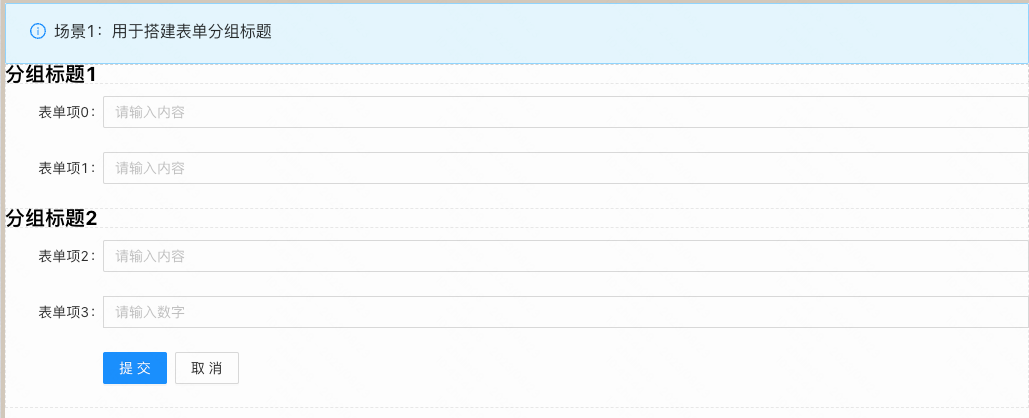 场景1：用于搭建表单分组标题
分组标题1
表单项0： 请输入内容
表单项1： 请输入内容
分组标题2
表单项2： 请输入内容
表单项3： 请输入数字
提 交 取 消